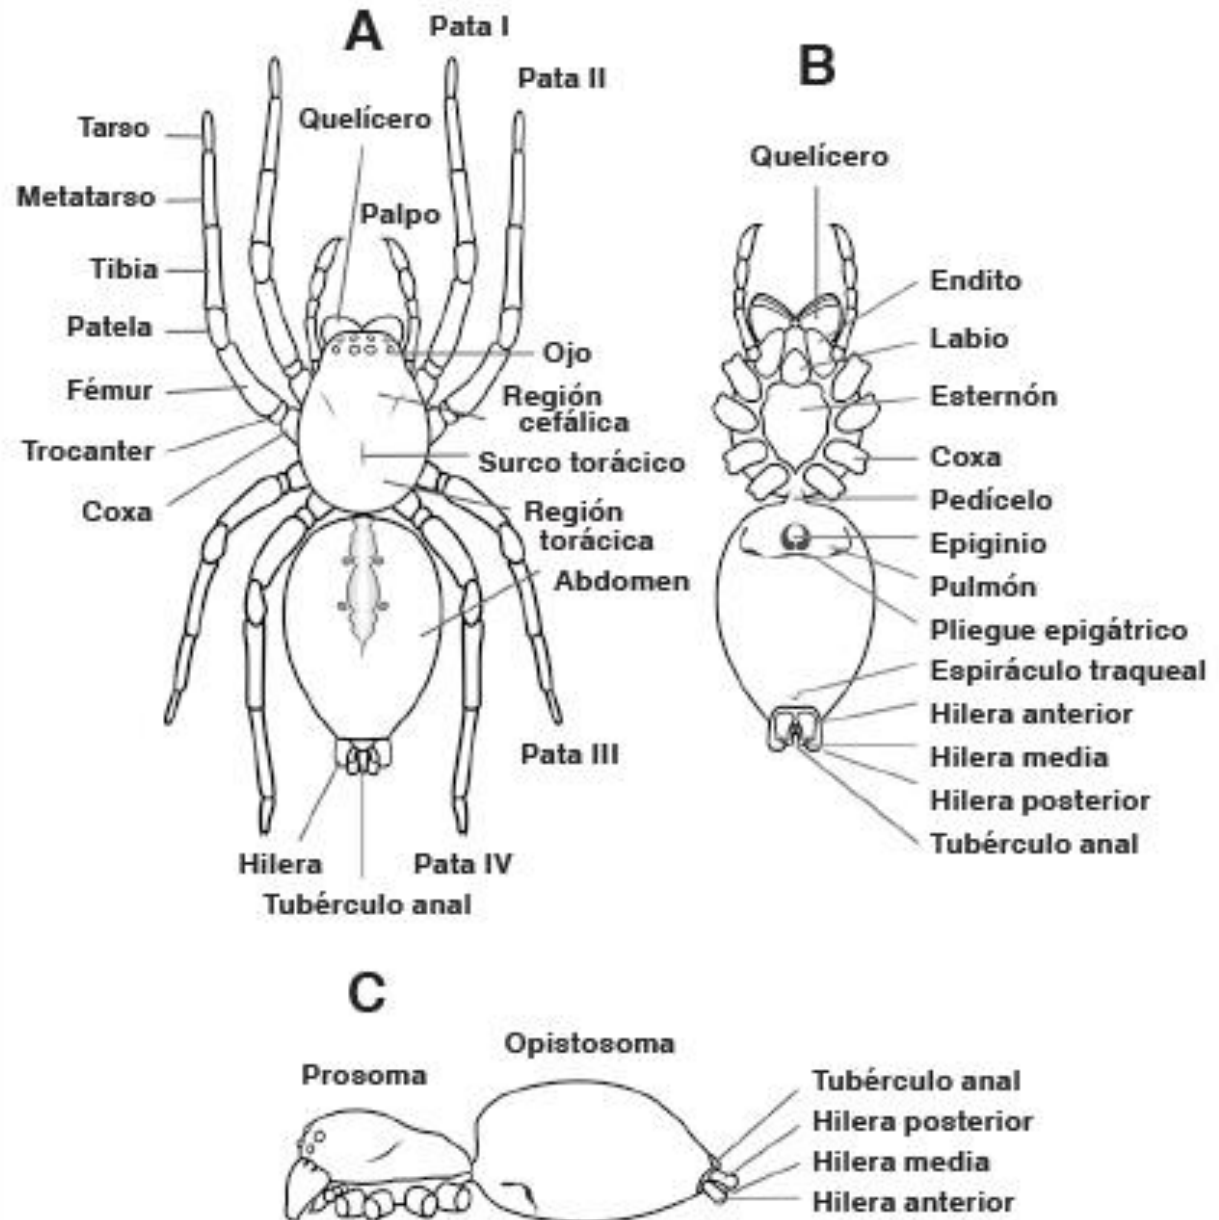 A
Pata I
Pata II
Quelícero
Tarso
Metatarso
Palpo
Tibia
Patela
Ojo
Fémur
Región
cefálica
Trocanter
Surco torácico
Coxa
Región
torácica
Abdomen
Pata III
Hilera
Pata IV
Tubérculo anal
B
Quelícero
Endito
Labio
Esternón
Coxa
Pedícelo
Epiginio
Pulmón
Pliegue epigátrico
Espiráculo traqueal
Hilera anterior
Hilera media
Hilera posterior
Tubérculo anal
C
Opistosoma
Prosoma
Tubérculo anal
Hilera posterior
Hilera media
Hilera anterior